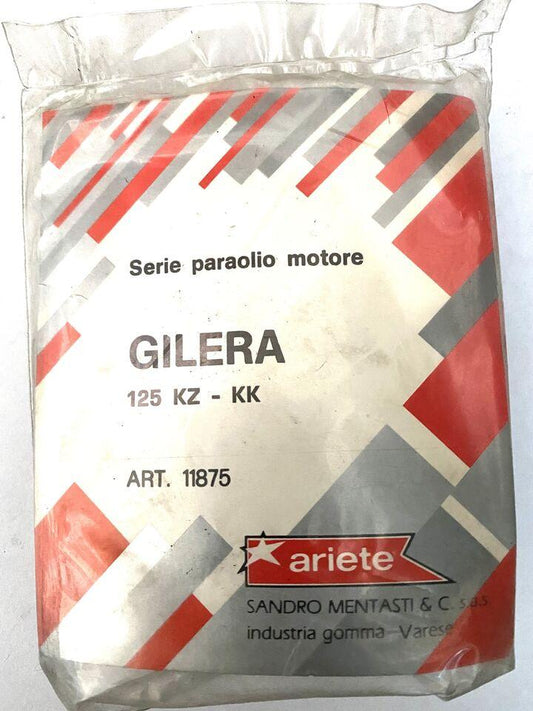 Serie paraolio motore
GILERA
125 KZ - KK
ART. 11875
ariete
SANDRO MENTASTI & C. s.a.s.
industria gomma - Varese